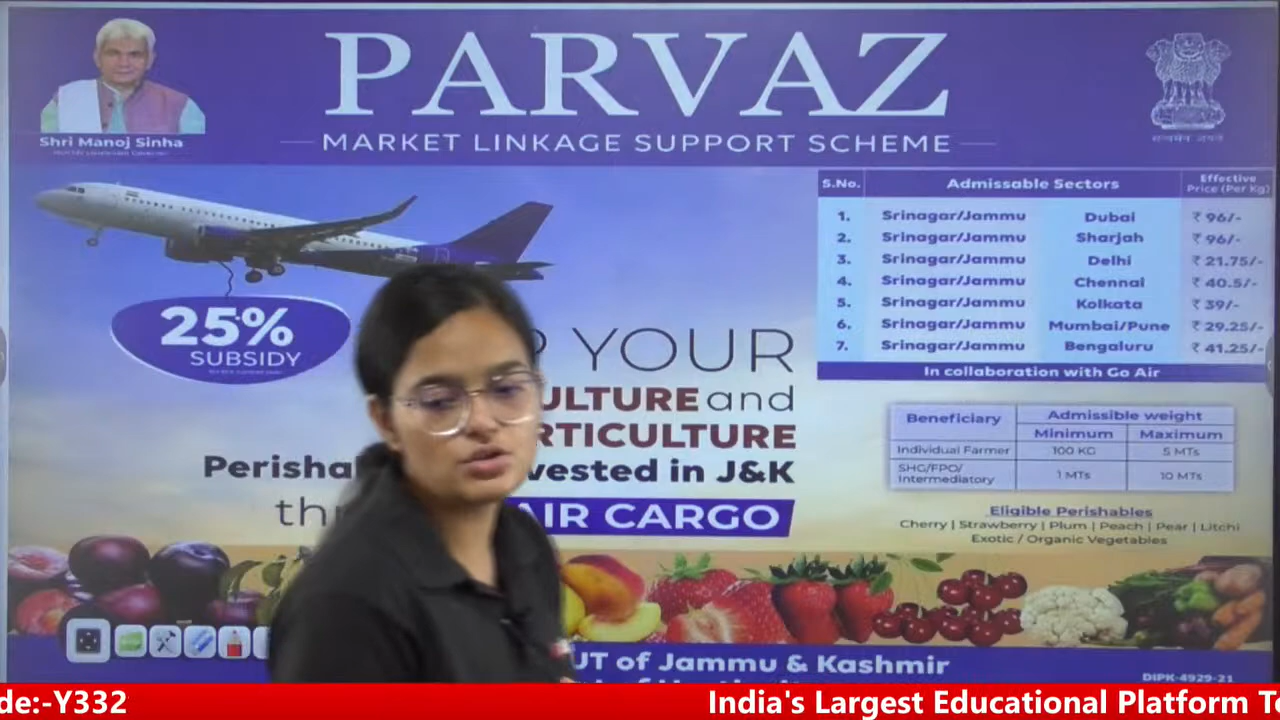 PARVAZ
MARKET LINKAGE SUPPORT SCHEME
Shri Manoj Sinha
सत्यमेव जयते
25%
SUBSIDY
YOUR
ULTURE and
RTICULTURE
Perisha vested in J&K
th
AIR CARGO
S.No. Admissable Sectors Effective Price (Per Kg)
1. Srinagar/Jammu Dubai ₹ 96/-
2. Srinagar/Jammu Sharjah ₹ 96/-
3. Srinagar/Jammu Delhi ₹ 21.75/-
4. Srinagar/Jammu Chennai ₹ 40.5/-
5. Srinagar/Jammu Kolkata ₹ 39/-
6. Srinagar/Jammu Mumbai/Pune ₹ 29.25/-
7. Srinagar/Jammu Bengaluru ₹ 41.25/-
In collaboration with Go Air
Beneficiary Admissible weight
Minimum Maximum
Individual Farmer 100 KG 5 MTs
SHG/FPO/
Intermediatory 1 MTs 10 MTs
Eligible Perishables
Cherry | Strawberry | Plum | Peach | Pear | Litchi
Exotic / Organic Vegetables
UT of Jammu & Kashmir
DIPK-4929-21
de:-Y332 India's Largest Educational Platform T